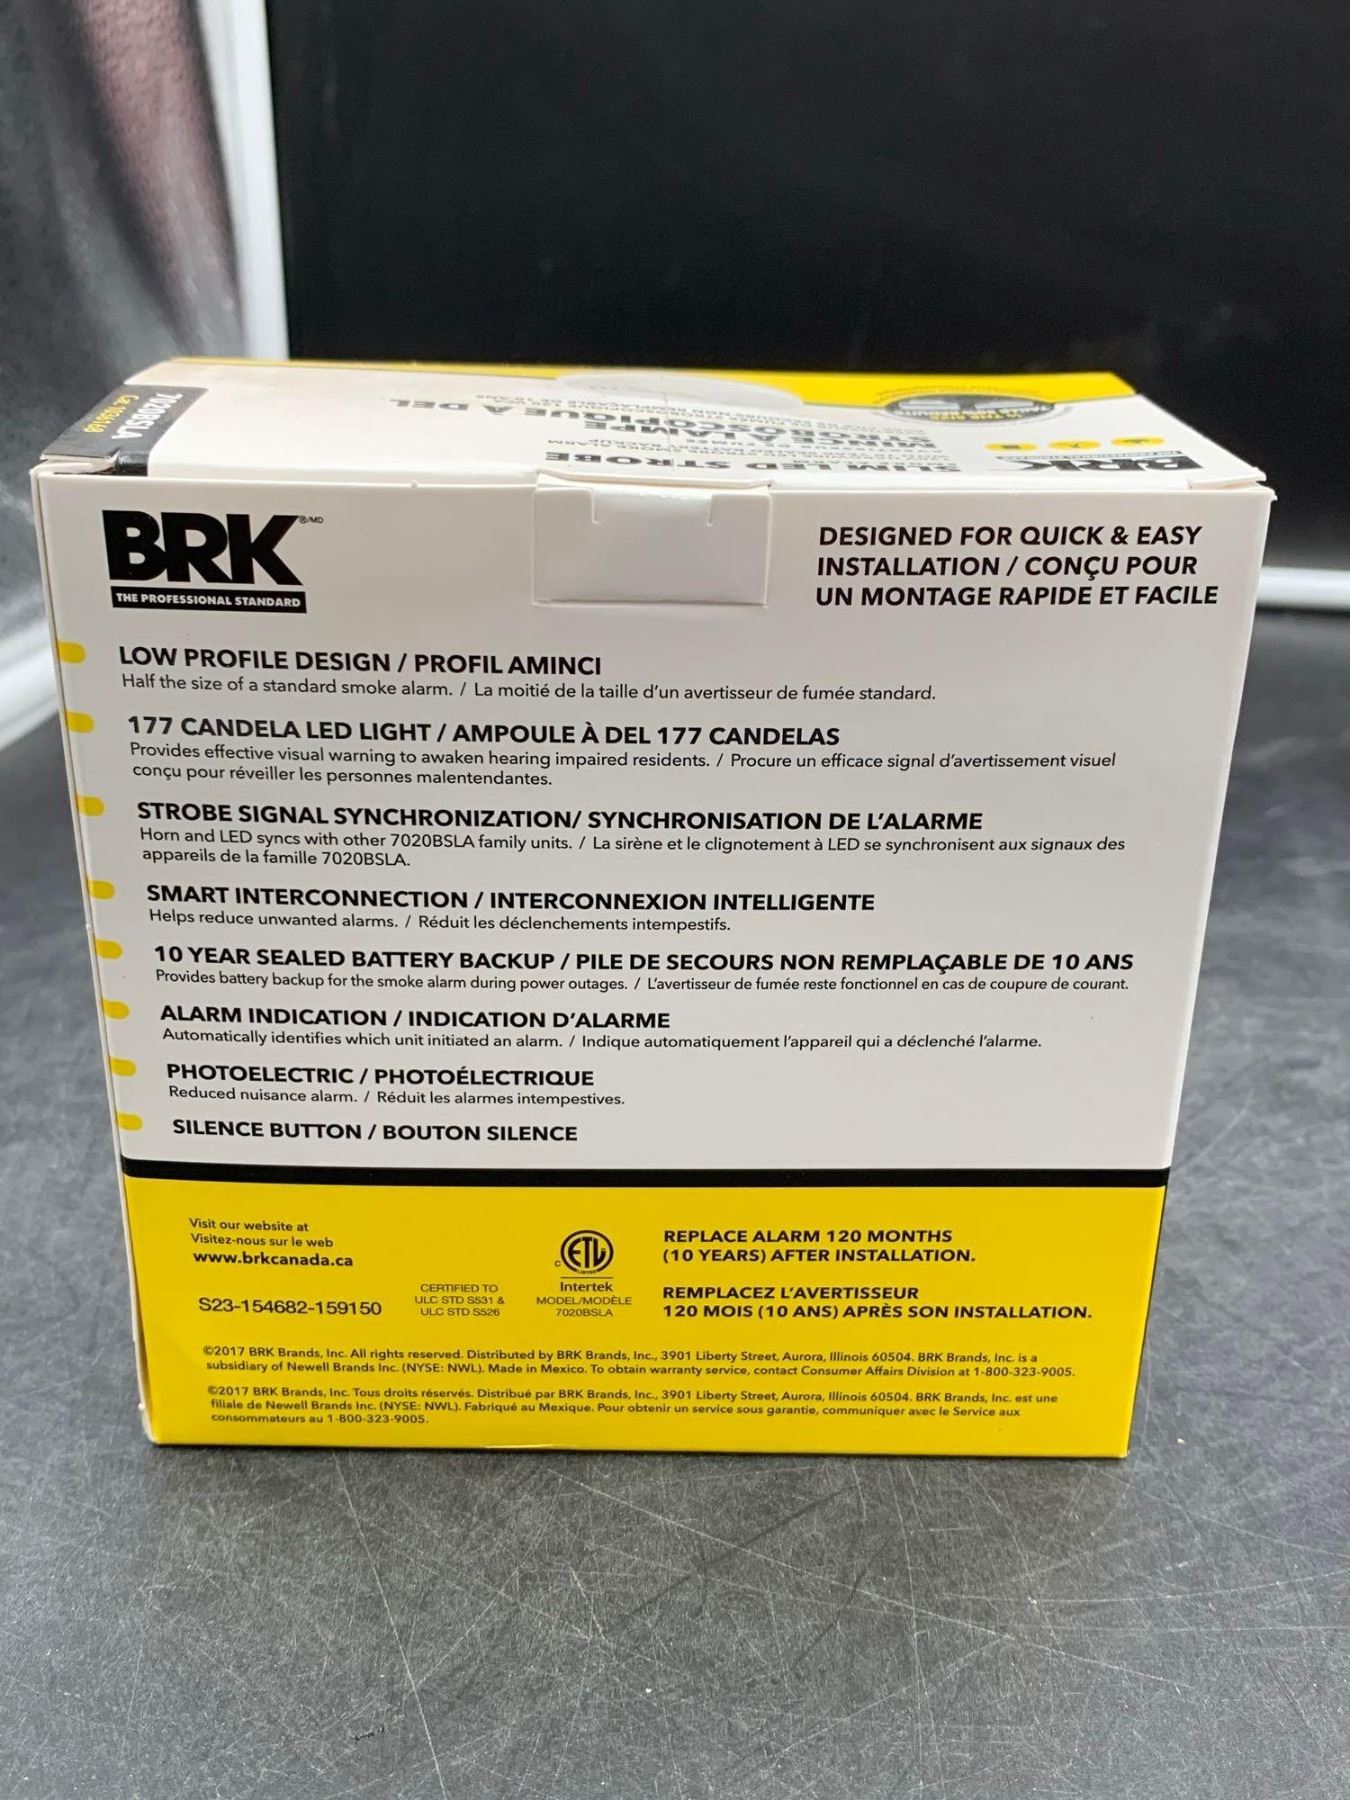 7020BSLA
BRK
SLIM LED STROBE
BRK®/MD
THE PROFESSIONAL STANDARD
DESIGNED FOR QUICK & EASY
INSTALLATION / CONÇU POUR
UN MONTAGE RAPIDE ET FACILE
LOW PROFILE DESIGN / PROFIL AMINCI
Half the size of a standard smoke alarm. / La moitié de la taille d'un avertisseur de fumée standard.
177 CANDELA LED LIGHT / AMPOULE À DEL 177 CANDELAS
Provides effective visual warning to awaken hearing impaired residents. / Procure un efficace signal d'avertissement visuel
conçu pour réveiller les personnes malentendantes.
STROBE SIGNAL SYNCHRONIZATION/ SYNCHRONISATION DE L'ALARME
Horn and LED syncs with other 7020BSLA family units. / La sirène et le clignotement à LED se synchronisent aux signaux des
appareils de la famille 7020BSLA.
SMART INTERCONNECTION / INTERCONNEXION INTELLIGENTE
Helps reduce unwanted alarms. / Réduit les déclenchements intempestifs.
10 YEAR SEALED BATTERY BACKUP / PILE DE SECOURS NON REMPLAÇABLE DE 10 ANS
Provides battery backup for the smoke alarm during power outages. / L'avertisseur de fumée reste fonctionnel en cas de coupure de courant.
ALARM INDICATION / INDICATION D'ALARME
Automatically identifies which unit initiated an alarm. / Indique automatiquement l'appareil qui a déclenché l'alarme.
PHOTOELECTRIC / PHOTOÉLECTRIQUE
Reduced nuisance alarm. / Réduit les alarmes intempestives.
SILENCE BUTTON / BOUTON SILENCE
Visit our website at
Visitez-nous sur le web
www.brkcanada.ca
S23-154682-159150
CERTIFIED TO
ULC STD S531 &
ULC STD S526
ETL
LISTED
C
Intertek
MODEL/MODÈLE
7020BSLA
REPLACE ALARM 120 MONTHS
(10 YEARS) AFTER INSTALLATION.
REMPLACEZ L'AVERTISSEUR
120 MOIS (10 ANS) APRÈS SON INSTALLATION.
©2017 BRK Brands, Inc. All rights reserved. Distributed by BRK Brands, Inc., 3901 Liberty Street, Aurora, Illinois 60504. BRK Brands, Inc. is a
subsidiary of Newell Brands Inc. (NYSE: NWL). Made in Mexico. To obtain warranty service, contact Consumer Affairs Division at 1-800-323-9005.
©2017 BRK Brands, Inc. Tous droits réservés. Distribué par BRK Brands, Inc., 3901 Liberty Street, Aurora, Illinois 60504. BRK Brands, Inc. est une
filiale de Newell Brands Inc. (NYSE: NWL). Fabriqué au Mexique. Pour obtenir un service sous garantie, communiquer avec le Service aux
consommateurs au 1-800-323-9005.